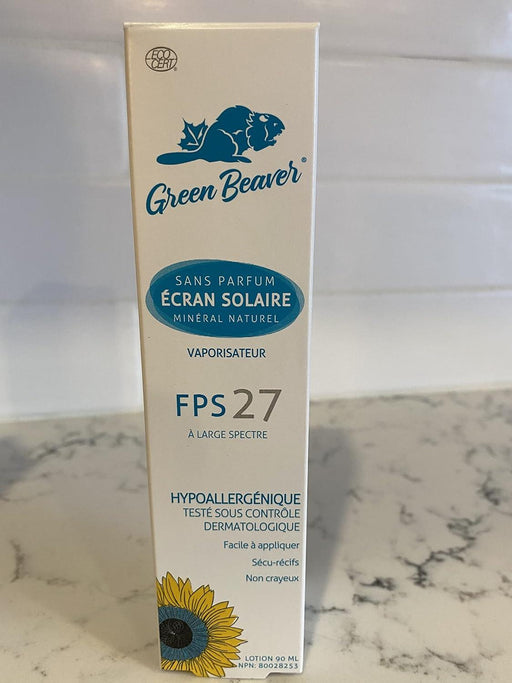 ECO
CERT
Green Beaver®
SANS PARFUM
ÉCRAN SOLAIRE
MINÉRAL NATUREL
VAPORISATEUR
FPS 27
À LARGE SPECTRE
HYPOALLERGÉNIQUE
TESTÉ SOUS CONTRÔLE
DERMATOLOGIQUE
Facile à appliquer
Sécu-récifs
Non crayeux
LOTION 90 ML
NPN: 80028253